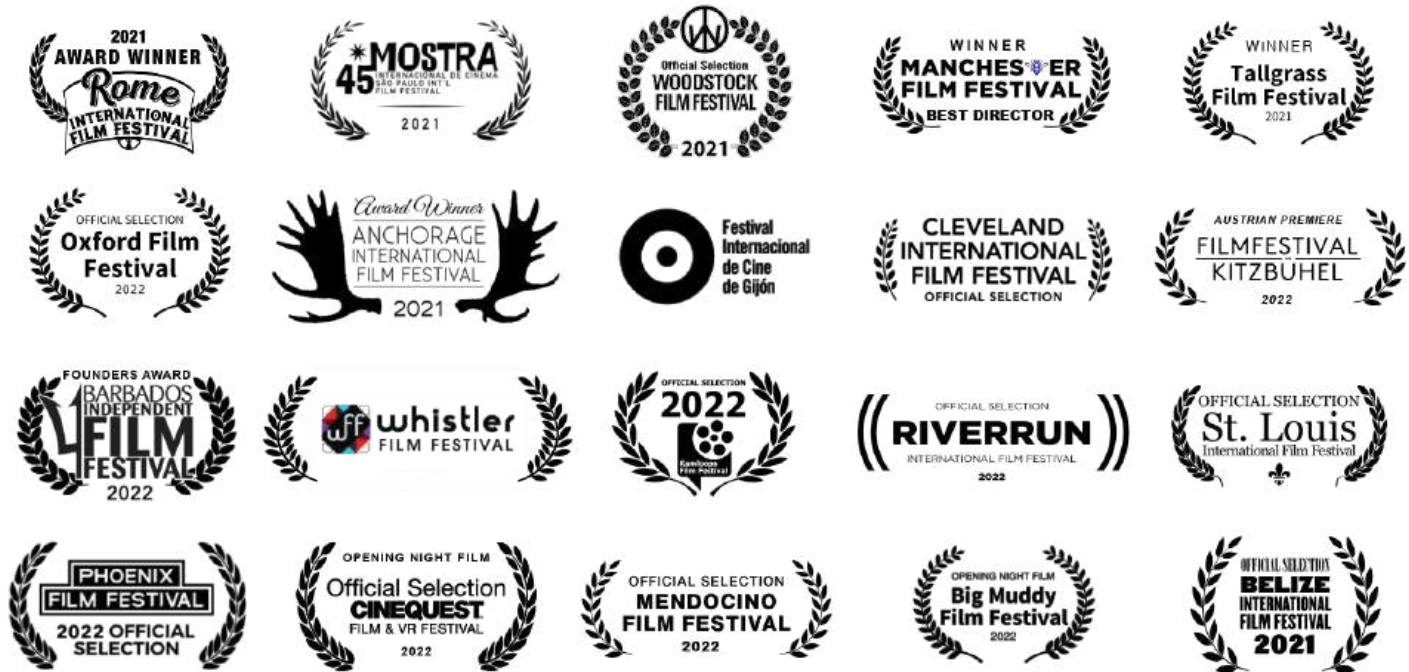 2021
AWARD WINNER
Rome
INTERNATIONAL
FILM FESTIVAL
45 MOSTRA
INTERNACIONAL DE CINEMA
SÃO PAULO INT'L
FILM FESTIVAL
2021
Official Selection
WOODSTOCK
FILM FESTIVAL
2021
WINNER
MANCHESTER
FILM FESTIVAL
BEST DIRECTOR
WINNER
Tallgrass
Film Festival
2021
OFFICIAL SELECTION
Oxford Film
Festival
2022
Award Winner
ANCHORAGE
INTERNATIONAL
FILM FESTIVAL
2021
Festival
Internacional
de Cine
de Gijón
CLEVELAND
INTERNATIONAL
FILM FESTIVAL
OFFICIAL SELECTION
AUSTRIAN PREMIERE
FILMFESTIVAL
KITZBÜHEL
2022
FOUNDERS AWARD
BARBADOS
INDEPENDENT
FILM
FESTIVAL
2022
wff whistler
FILM FESTIVAL
OFFICIAL SELECTION
2022
Kamloops
Film Festival
OFFICIAL SELECTION
RIVERRUN
INTERNATIONAL FILM FESTIVAL
2022
OFFICIAL SELECTION
St. Louis
International Film Festival
PHOENIX
FILM FESTIVAL
2022 OFFICIAL
SELECTION
OPENING NIGHT FILM
Official Selection
CINEQUEST
FILM & VR FESTIVAL
2022
OFFICIAL SELECTION
MENDOCINO
FILM FESTIVAL
2022
OPENING NIGHT FILM
Big Muddy
Film Festival
2022
OFFICIAL SELECTION
BELIZE
INTERNATIONAL
FILM FESTIVAL
2021